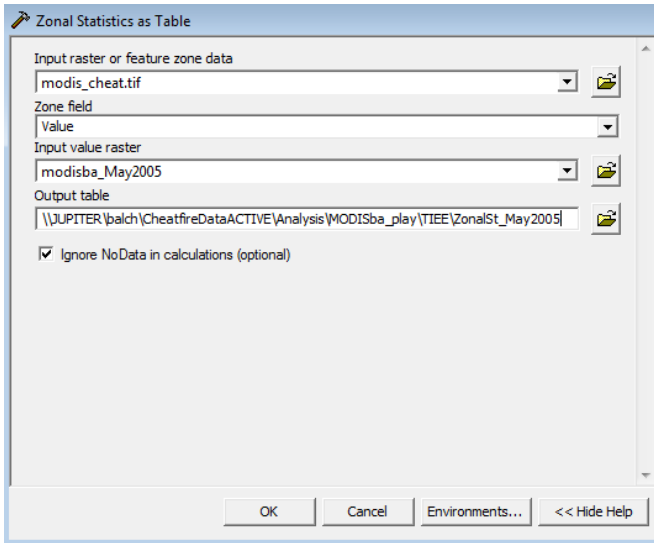 Zonal Statistics as Table
Input raster or feature zone data
modis_cheat.tif
Zone field
Value
Input value raster
modisba_May2005
Output table
\\JUPITER\balch\CheatfireDataACTIVE\Analysis\MODISba_play\TIEE\ZonalSt_May2005
Ignore NoData in calculations (optional)
OK Cancel Environments... << Hide Help